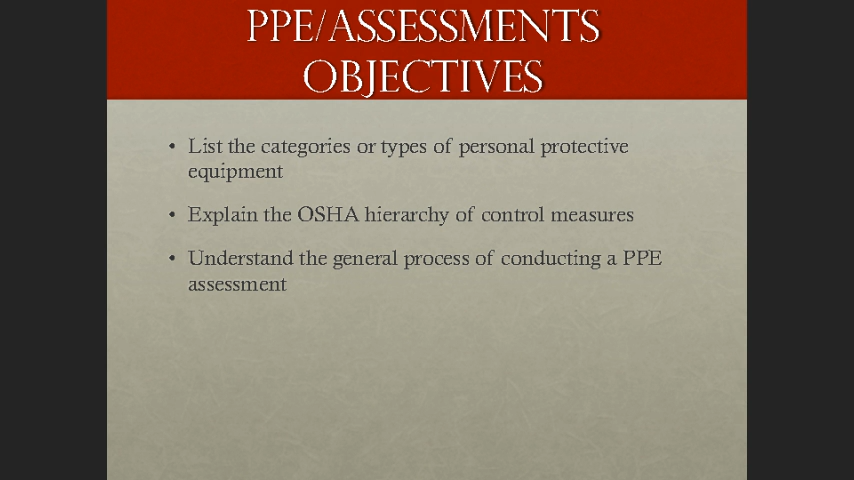 PPE/ASSESSMENTS
OBJECTIVES
• List the categories or types of personal protective
equipment
• Explain the OSHA hierarchy of control measures
• Understand the general process of conducting a PPE
assessment